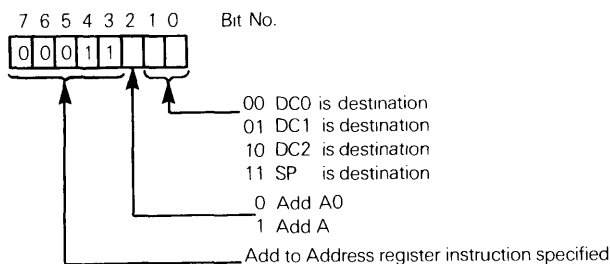 7 6 5 4 3 2 1 0 Bit No.
0 0 0 1 1
00 DC0 is destination
01 DC1 is destination
10 DC2 is destination
11 SP is destination
0 Add A0
1 Add A
Add to Address register instruction specified